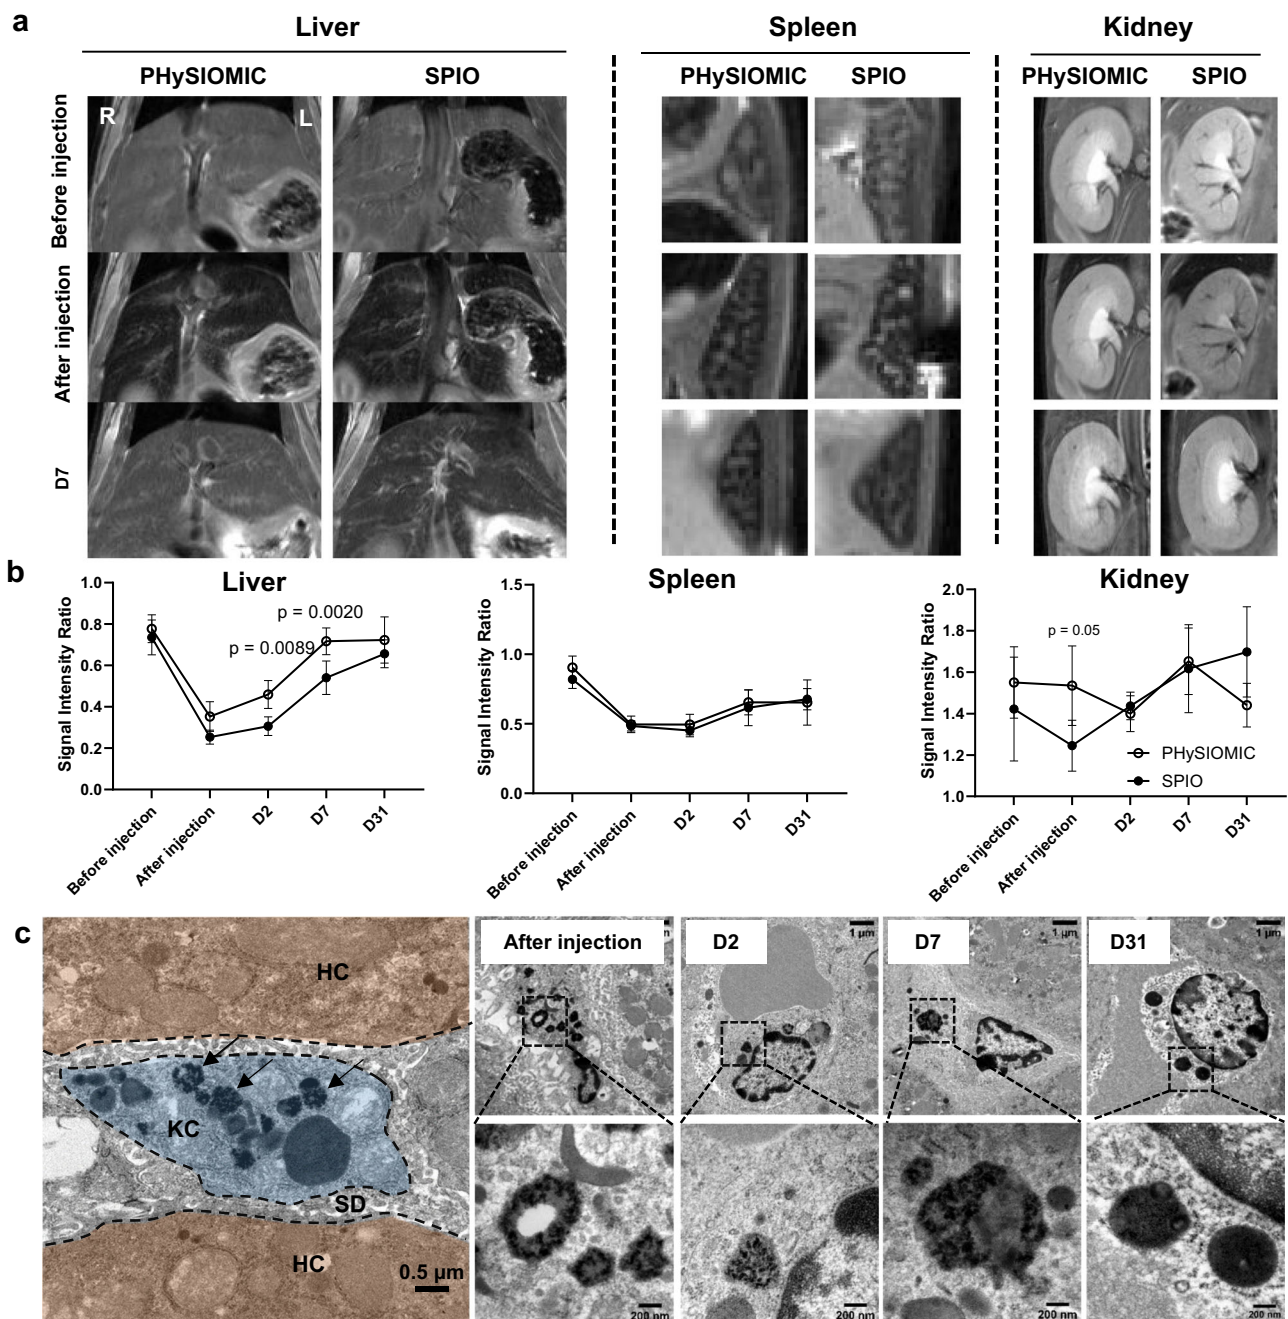 a
Liver
Spleen
Kidney
PHySIOMIC
SPIO
PHySIOMIC
SPIO
PHySIOMIC
SPIO
Before injection
R
L
After injection
D7
b
Liver
Signal Intensity Ratio
1.0
0.8
0.6
0.4
0.2
0.0
p = 0.0020
p = 0.0089
Before injection
After injection
D2
D7
D31
Spleen
Signal Intensity Ratio
1.5
1.0
0.5
0.0
Before injection
After injection
D2
D7
D31
Kidney
Signal Intensity Ratio
2.0
1.8
1.6
1.4
1.2
1.0
p = 0.05
PHySIOMIC
SPIO
Before injection
After injection
D2
D7
D31
c
HC
KC
SD
HC
0.5 µm
After injection
D2
1 µm
D7
1 µm
D31
1 µm
200 nm
200 nm
200 nm
200 nm